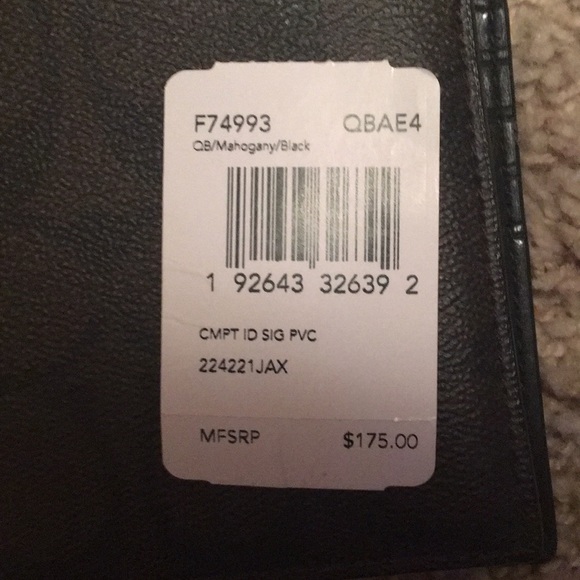 F74993 QBAE4
QB/Mahogany/Black
1 92643 32639 2
CMPT ID SIG PVC
224221JAX
MFSRP $175.00